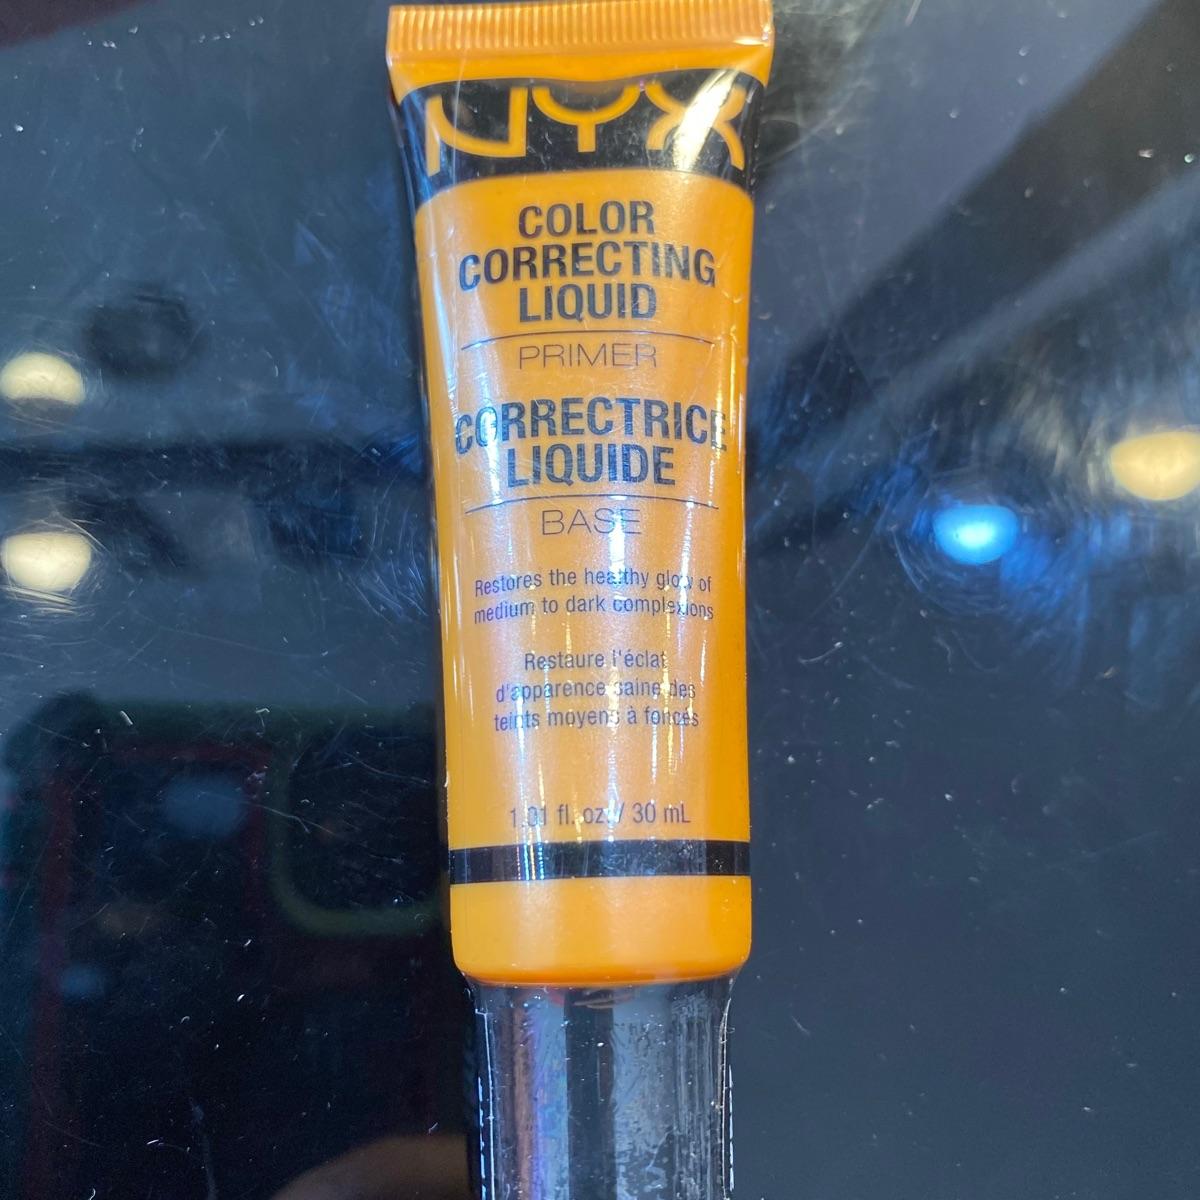 NYX
COLOR
CORRECTING
LIQUID
PRIMER
CORRECTRICE
LIQUIDE
BASE
Restores the healthy glow of
medium to dark complexions
Restaure l'éclat
d'apparence saine des
teints moyens à foncés
1.01 fl. oz / 30 mL